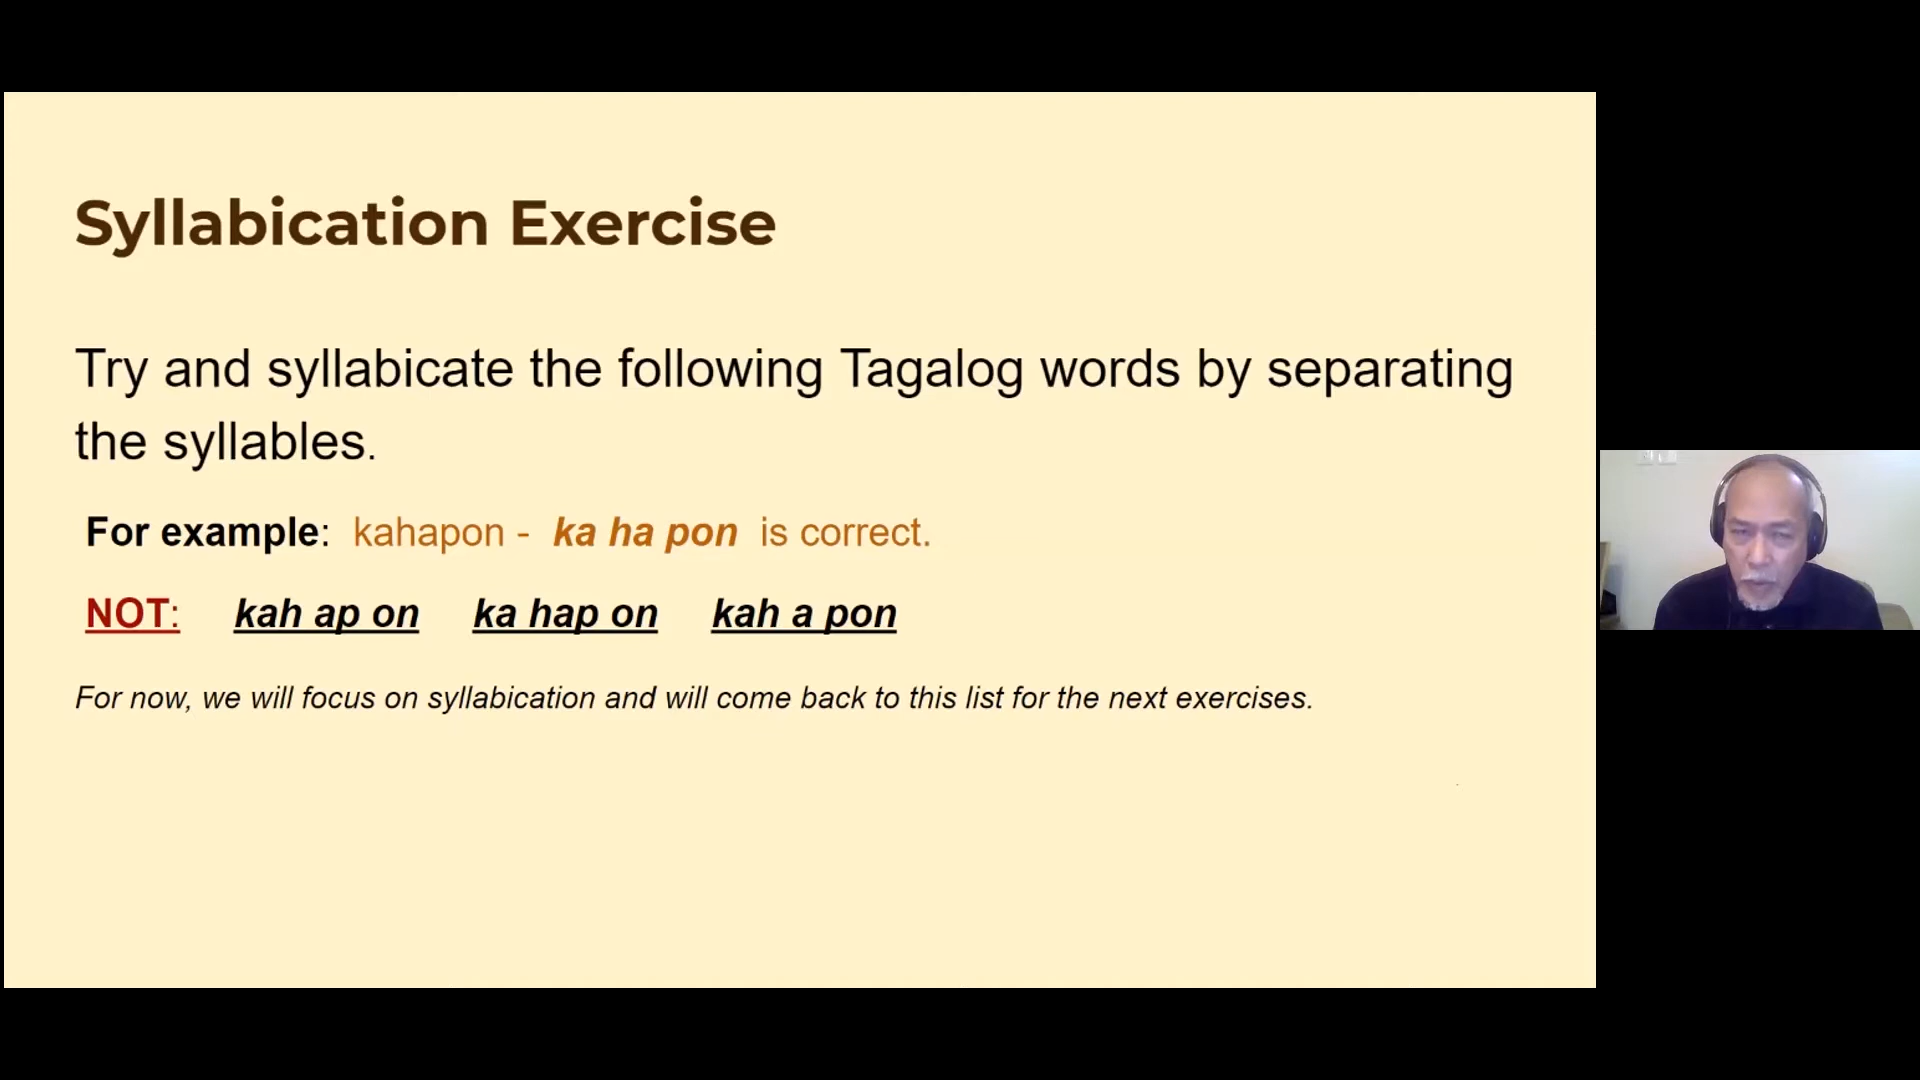 Syllabication Exercise
Try and syllabicate the following Tagalog words by separating
the syllables.
For example: kahapon - ka ha pon is correct.
NOT: kah ap on ka hap on kah a pon
For now, we will focus on syllabication and will come back to this list for the next exercises.